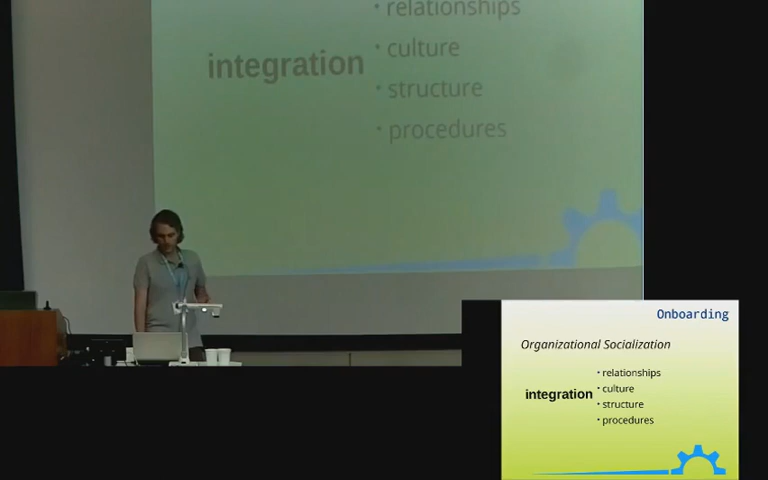 • relationships
integration
• culture
• structure
• procedures
Onboarding
Organizational Socialization
• relationships
integration
• culture
• structure
• procedures